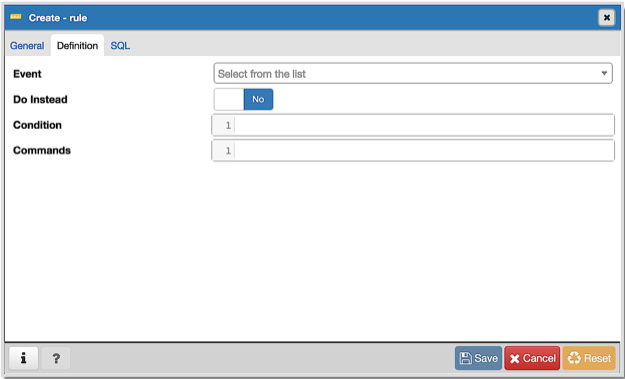 Create - rule
General Definition SQL
Event Select from the list
Do Instead No
Condition 1
Commands 1
i ? Save Cancel Reset